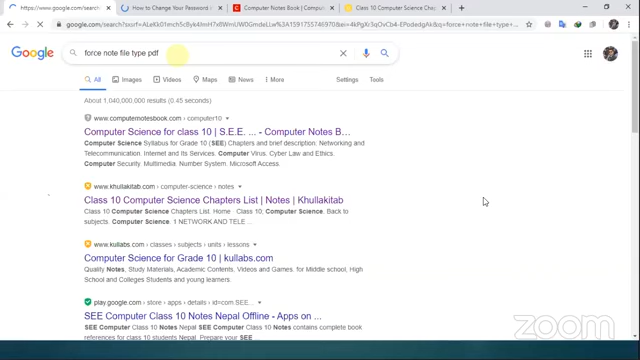 https://www.google.com/search?
How to Change Your Password i
Computer Notes Book | Comput
Class 10 Computer Science Chap
Google
force note file type pdf
All
Images
Videos
Maps
News
More
Settings
Tools
About 1,040,000,000 results (0.45 seconds)
www.computernotesbook.com › computer10
Computer Science for class 10 | S.E.E. ... - Computer Notes B...
Computer Science Syllabus for Grade 10 (SEE) Chapters and brief description: Networking and
Telecommunication. Internet and Its Services. Computer Virus. Cyber Law and Ethics.
Computer Security. Multimedia. Number System. Microsoft Access.
www.khullakitab.com › computer-science › notes
Class 10 Computer Science Chapters List | Notes | Khullakitab
Class 10 Computer Science Chapters List. Home · Class 10; Computer Science. Back to
subjects. Computer Science. 1 NETWORK AND TELE ...
www.kullabs.com › classes › subjects › units › lessons
Computer Science for Grade 10 | kullabs.com
Quality Notes, Study Materials, Academic Contents, Videos and Games. for Middle school, High
School and Colleges Students and young learners.
play.google.com › store › apps › details › id=com.SEE...
SEE Computer Class 10 Notes Nepal Offline - Apps on ...
SEE Computer Class 10 Notes Nepal SEE Computer Class 10 Notes contains complete book
references for class 10 students Nepal. Prepare your SEE
zoom